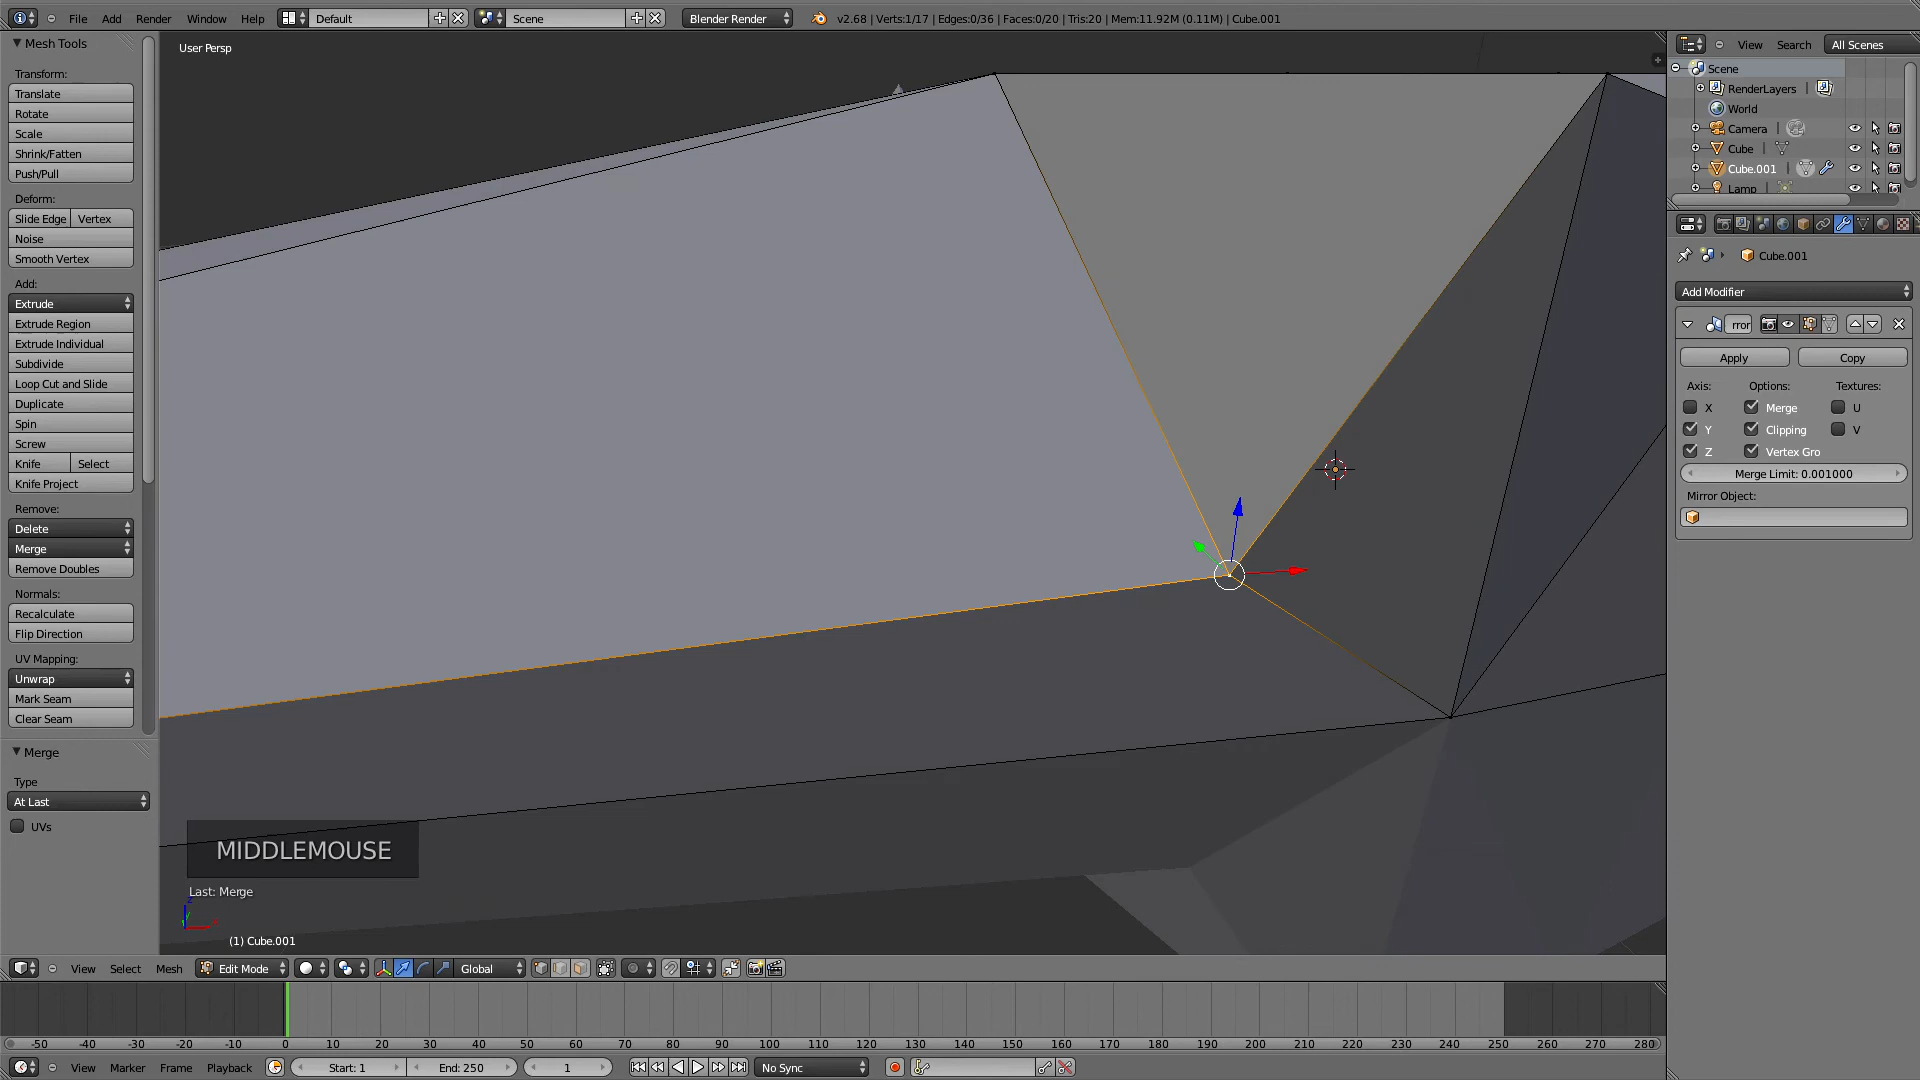 File Add Render Window Help Default Scene Blender Render v2.68 | Verts:1/17 | Edges:0/36 | Faces:0/20 | Tris:20 | Mem:11.92M (0.11M) | Cube.001
Mesh Tools
Transform:
Translate
Rotate
Scale
Shrink/Fatten
Push/Pull
Deform:
Slide Edge Vertex
Noise
Smooth Vertex
Add:
Extrude
Extrude Region
Extrude Individual
Subdivide
Loop Cut and Slide
Duplicate
Spin
Screw
Knife Select
Knife Project
Remove:
Delete
Merge
Remove Doubles
Normals:
Recalculate
Flip Direction
UV Mapping:
Unwrap
Mark Seam
Clear Seam
Merge
Type
At Last
UVs
User Persp
MIDDLEMOUSE
Last: Merge
(1) Cube.001
View Search All Scenes
Scene
RenderLayers |
World
Camera |
Cube |
Cube.001 |
Lamp |
Cube.001
Add Modifier
rror
Apply Copy
Axis: Options: Textures:
X Merge U
Y Clipping V
Z Vertex Gro
Merge Limit: 0.001000
Mirror Object:
View Select Mesh Edit Mode Global
-50 -40 -30 -20 -10 0 10 20 30 40 50 60 70 80 90 100 110 120 130 140 150 160 170 180 190 200 210 220 230 240 250 260 270 280
View Marker Frame Playback Start: 1 End: 250 1 No Sync